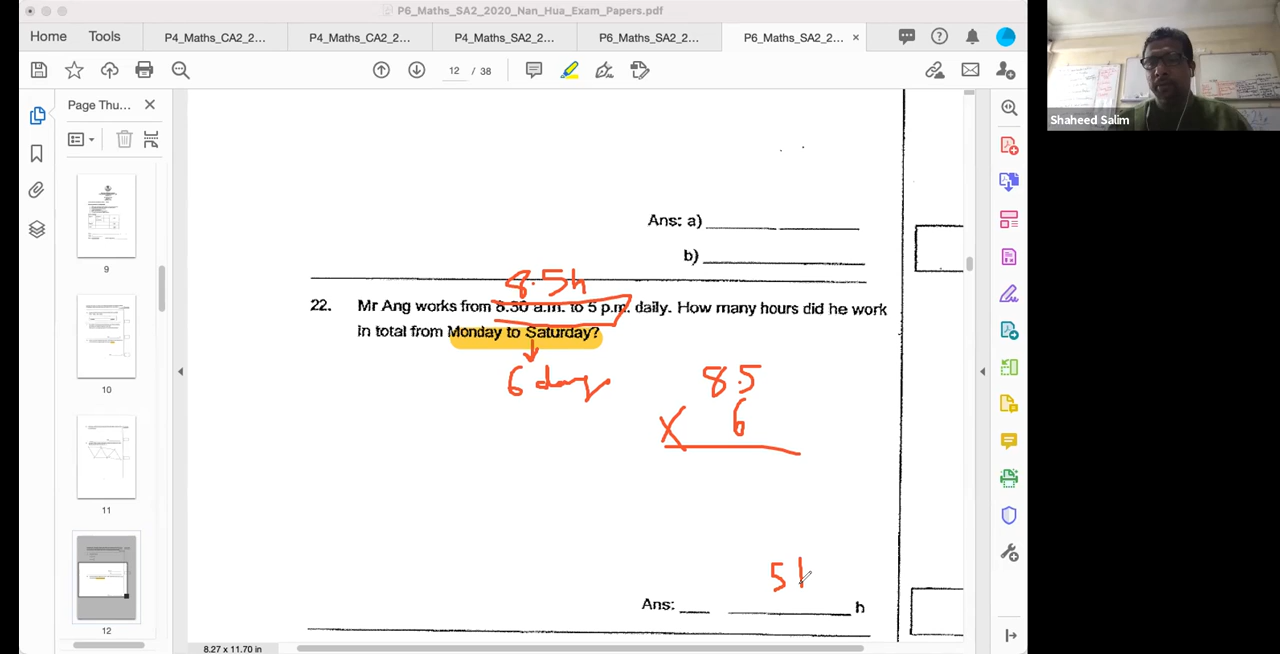 P6_Maths_SA2_2020_Nan_Hua_Exam_Papers.pdf
Home Tools P4_Maths_CA2_2... P4_Maths_CA2_2... P4_Maths_SA2_2... P6_Maths_SA2_2... P6_Maths_SA2_2... ×
12 / 38
Page Thu...
9
10
11
12
Ans: a)
b)
8.5h
22. Mr Ang works from 8.30 a.m. to 5 p.m. daily. How many hours did he work
in total from Monday to Saturday?
6 days
8.5
X 6
51
Ans: h
8.27 x 11.70 in
Shaheed Salim